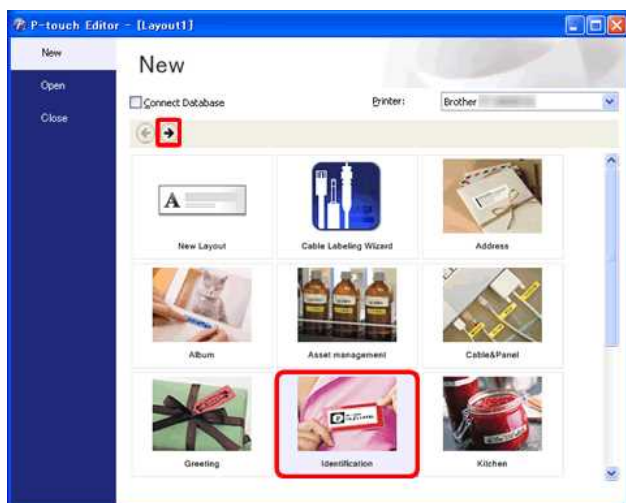 P-touch Editor - [Layout1]
New
Open
Close
New
Connect Database
Printer:
Brother
A
New Layout
Cable Labeling Wizard
Address
Album
Asset management
Cable&Panel
Greeting
Identification
Kitchen